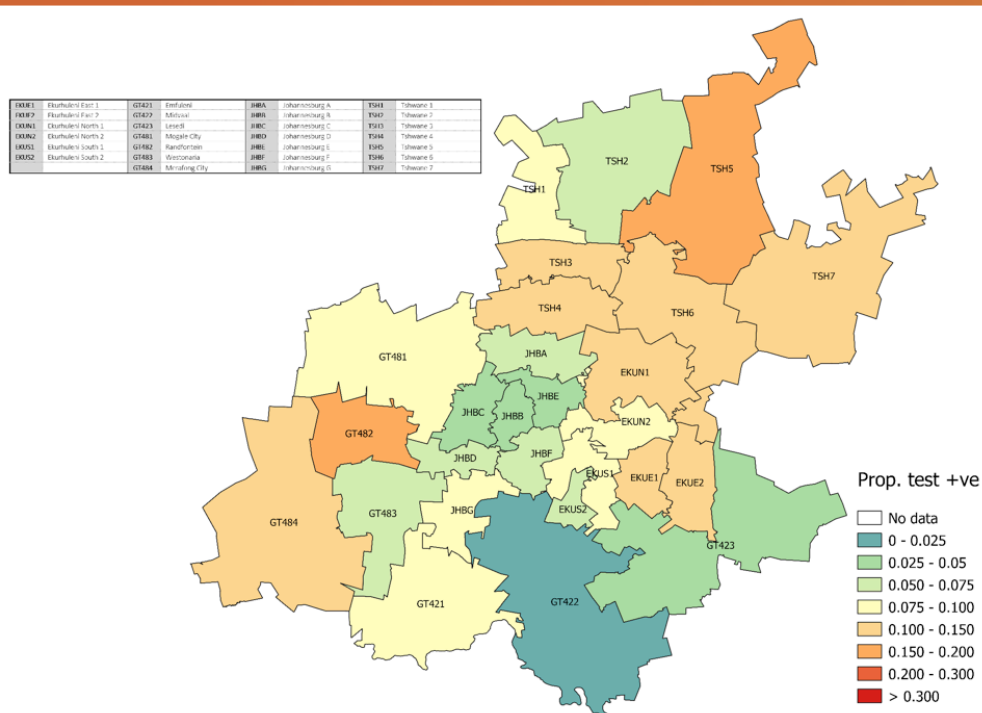 EKUE1 Ekurhuleni East 1 GT421 Emfuleni JHBA Johannesburg A TSH1 Tshwane 1
EKUE2 Ekurhuleni East 2 GT422 Midvaal JHBB Johannesburg B TSH2 Tshwane 2
EKUN1 Ekurhuleni North 1 GT423 Lesedi JHBC Johannesburg C TSH3 Tshwane 3
EKUN2 Ekurhuleni North 2 GT481 Mogale City JHBD Johannesburg D TSH4 Tshwane 4
EKUS1 Ekurhuleni South 1 GT482 Randfontein JHBE Johannesburg E TSH5 Tshwane 5
EKUS2 Ekurhuleni South 2 GT483 Westonaria JHBF Johannesburg F TSH6 Tshwane 6
GT484 Merafong City JHBG Johannesburg G TSH7 Tshwane 7
TSH2
TSH5
TSH1
TSH3
TSH7
TSH4
TSH6
GT481
JHBA
EKUN1
JHBC
JHBB
JHBE
EKUN2
GT482
JHBD
JHBF
EKUS1
EKUE1
EKUE2
GT484
GT483
JHBG
EKUS2
GT423
GT421
GT422
Prop. test +ve
No data
0 - 0.025
0.025 - 0.05
0.050 - 0.075
0.075 - 0.100
0.100 - 0.150
0.150 - 0.200
0.200 - 0.300
> 0.300